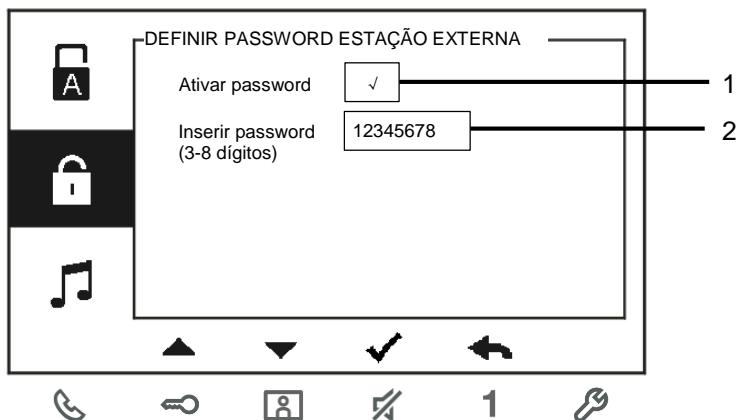 DEFINIR PASSWORD ESTAÇÃO EXTERNA
A
Ativar password √ 1
Inserir password 12345678 2
(3-8 dígitos)
1